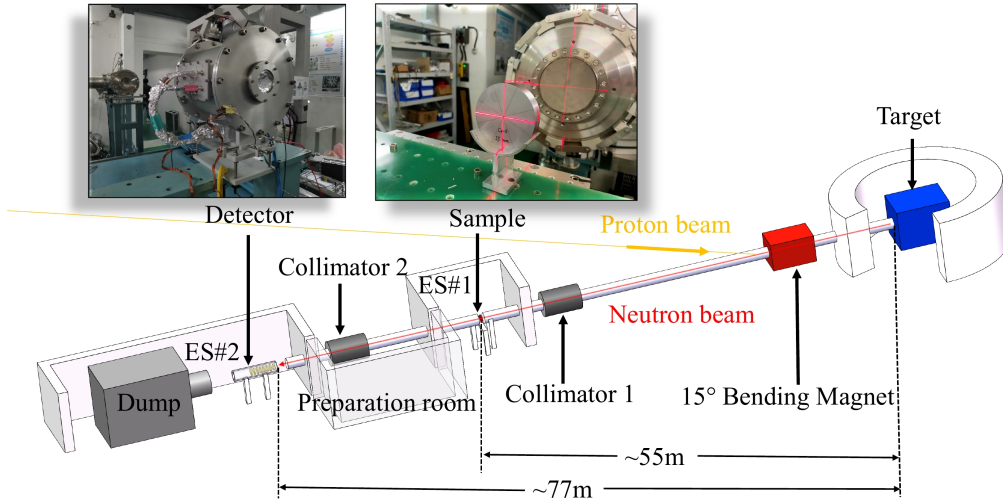 Target
Detector
Sample
Proton beam
Collimator 2
ES#1
Neutron beam
ES#2
Dump
Preparation room
Collimator 1
15° Bending Magnet
~55m
~77m